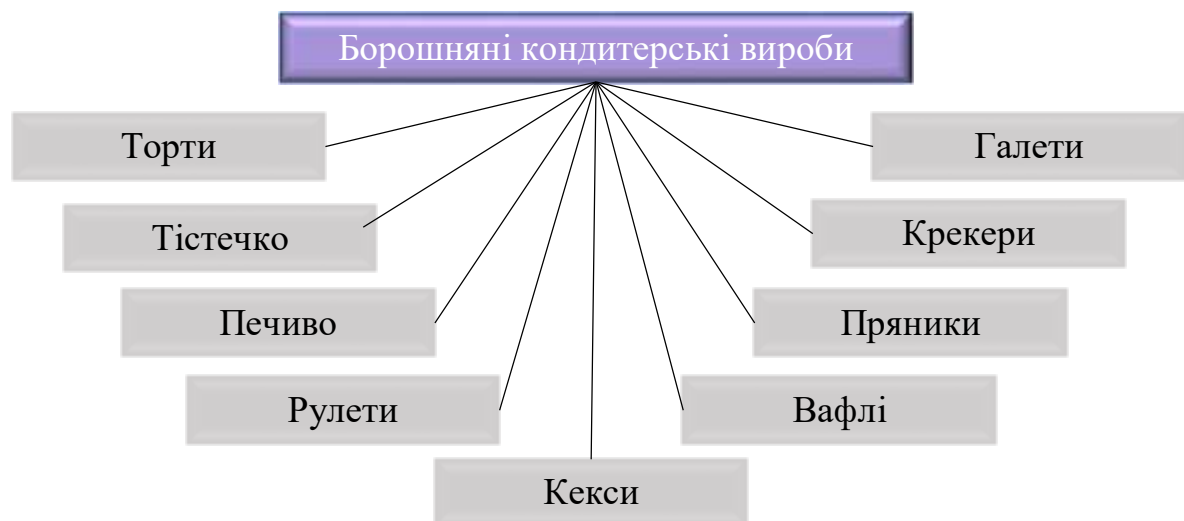 Борошняні кондитерські вироби
Торти
Галети
Тістечко
Крекери
Печиво
Пряники
Рулети
Вафлі
Кекси